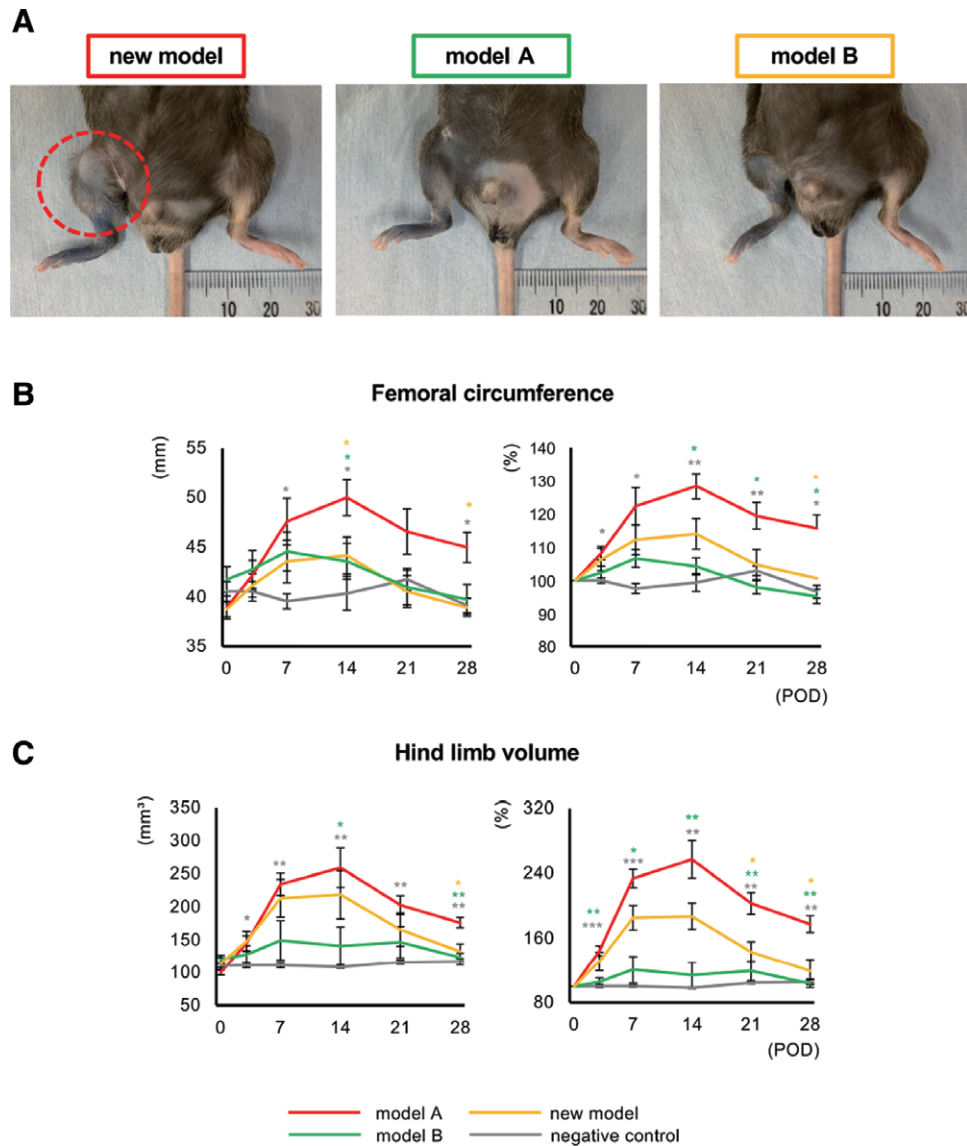 A
new model
model A
model B
10 20 30
10 20 30
10 20 30
B
Femoral circumference
(mm)
55
50
45
40
35
0 7 14 21 28
* * * * * *
(%)
140
130
120
110
100
90
80
0 7 14 21 28
(POD)
* * * ** * ** * * *
C
Hind limb volume
(mm³)
350
300
250
200
150
100
50
0 7 14 21 28
* ** * ** ** * ** **
(%)
320
240
160
80
0 7 14 21 28
(POD)
** *** * *** ** ** * ** ** * ** **
model A
new model
model B
negative control